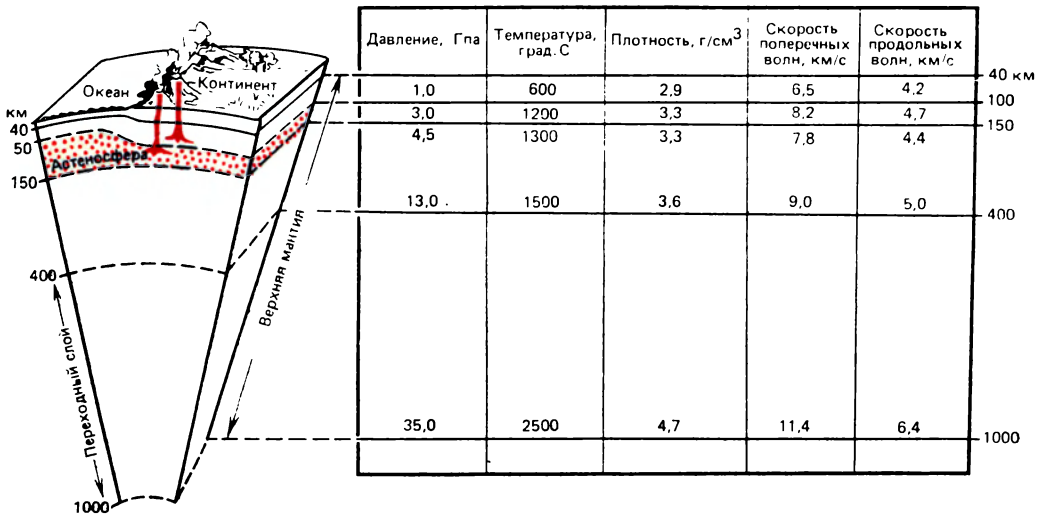 Океан
Континент
км
40
50
Астеносфера
150
400
Переходный слой
1000
Верхняя мантия
Давление, Гпа
Температура,
град. С
Плотность, г/см³
Скорость
поперечных
волн, км/с
Скорость
продольных
волн, км/с
40 км
1,0 600 2,9 6,5 4,2
100
3,0 1200 3,3 8,2 4,7
150
4,5 1300 3,3 7,8 4,4
13,0 1500 3,6 9,0 5,0
400
35,0 2500 4,7 11,4 6,4
1000